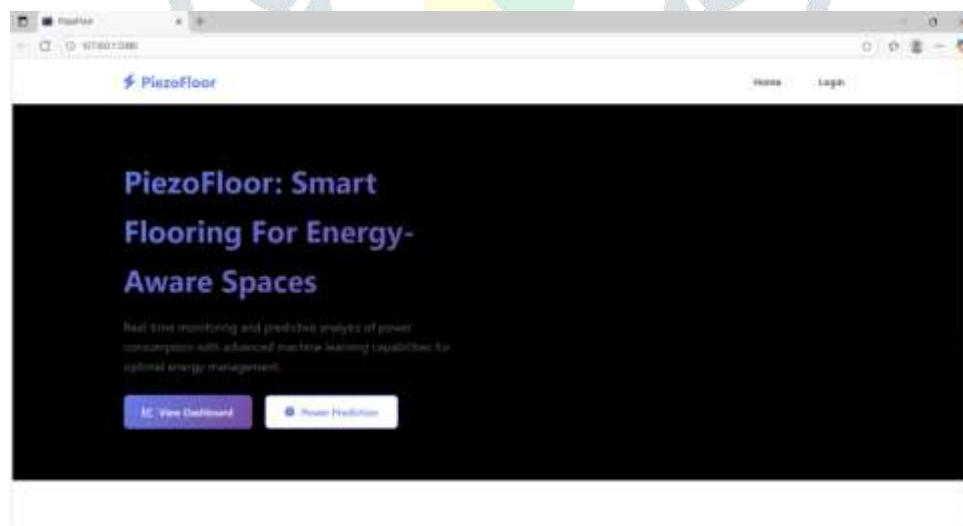 PiezoFloor
PiezoFloor
Home Login
PiezoFloor: Smart
Flooring For Energy-
Aware Spaces
Real-time monitoring and predictive analysis of power
consumption with advanced machine learning capabilities for
optimal energy management.
View Dashboard Power Prediction